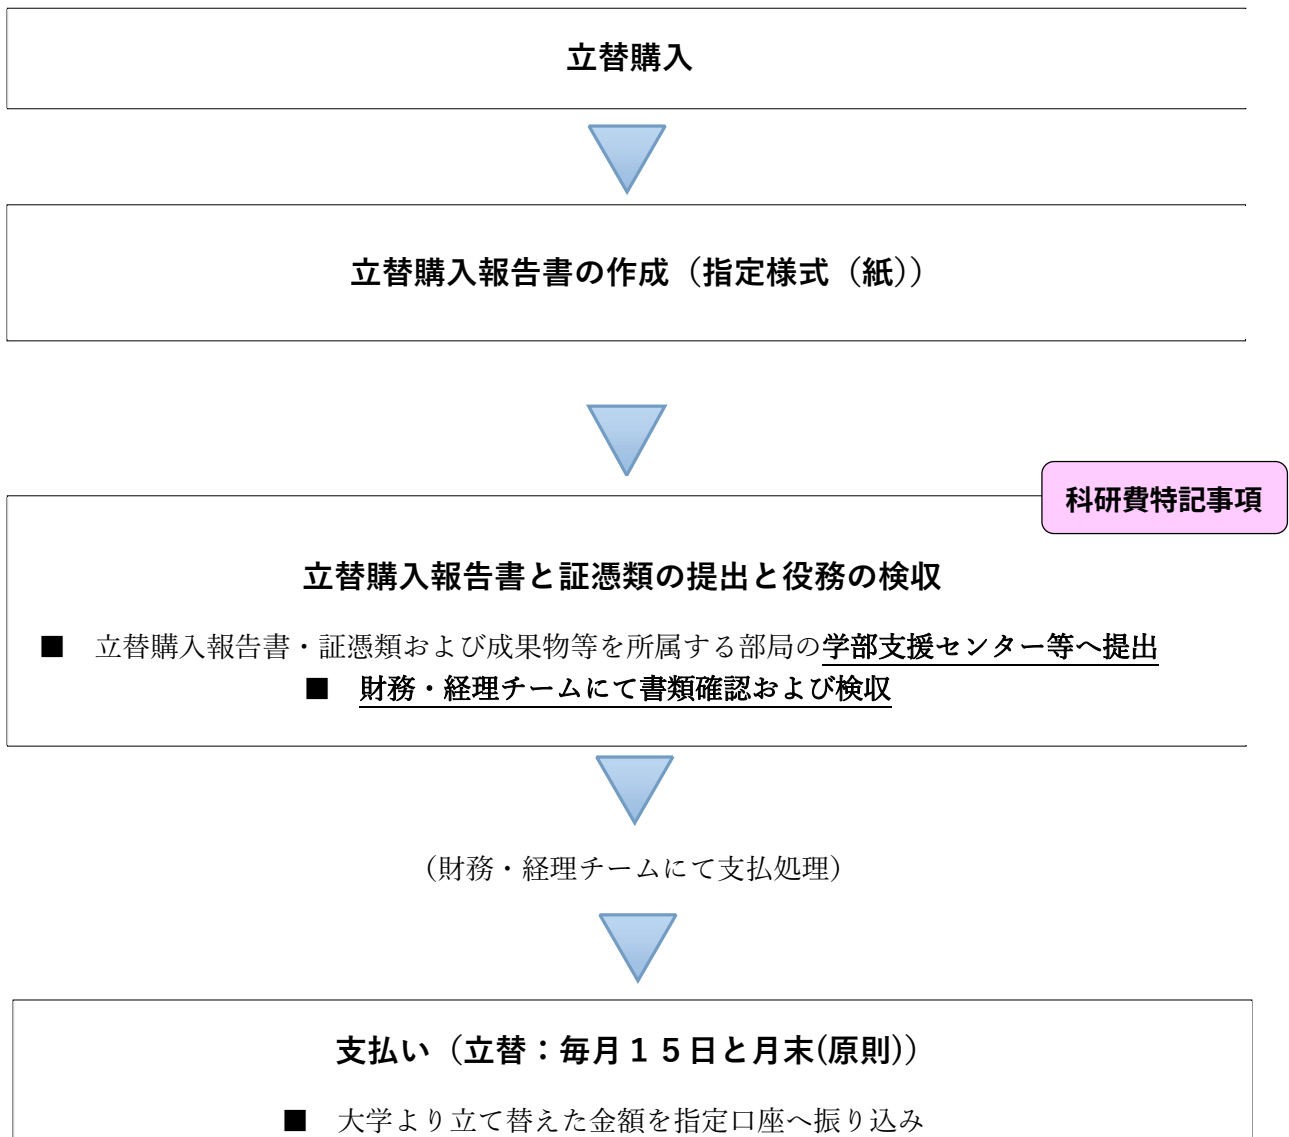 立替購入
立替購入報告書の作成（指定様式（紙））
科研費特記事項
立替購入報告書と証憑類の提出と役務の検収
■ 立替購入報告書・証憑類および成果物等を所属する部局の学部支援センター等へ提出
■ 財務・経理チームにて書類確認および検収
（財務・経理チームにて支払処理）
支払い（立替：毎月１５日と月末(原則)）
■ 大学より立て替えた金額を指定口座へ振り込み